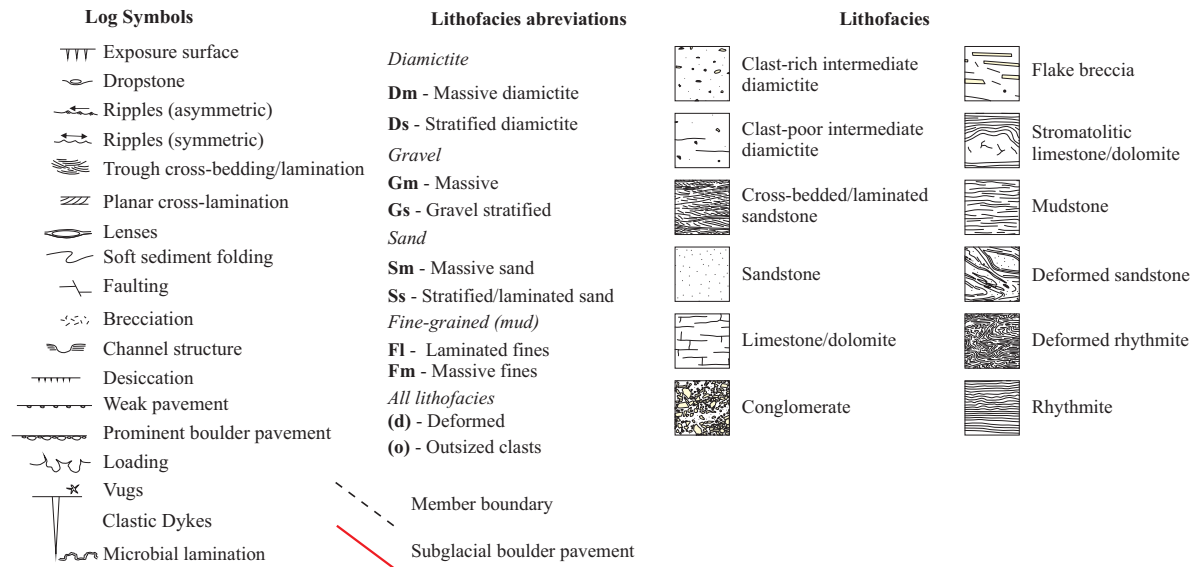 Log Symbols
Exposure surface
Dropstone
Ripples (asymmetric)
Ripples (symmetric)
Trough cross-bedding/lamination
Planar cross-lamination
Lenses
Soft sediment folding
Faulting
Brecciation
Channel structure
Desiccation
Weak pavement
Prominent boulder pavement
Loading
Vugs
Clastic Dykes
Microbial lamination
Lithofacies abreviations
Diamictite
Dm - Massive diamictite
Ds - Stratified diamictite
Gravel
Gm - Massive
Gs - Gravel stratified
Sand
Sm - Massive sand
Ss - Stratified/laminated sand
Fine-grained (mud)
Fl - Laminated fines
Fm - Massive fines
All lithofacies
(d) - Deformed
(o) - Outsized clasts
Member boundary
Subglacial boulder pavement
Lithofacies
Clast-rich intermediate
diamictite
Clast-poor intermediate
diamictite
Cross-bedded/laminated
sandstone
Sandstone
Limestone/dolomite
Conglomerate
Flake breccia
Stromatolitic
limestone/dolomite
Mudstone
Deformed sandstone
Deformed rhythmite
Rhythmite